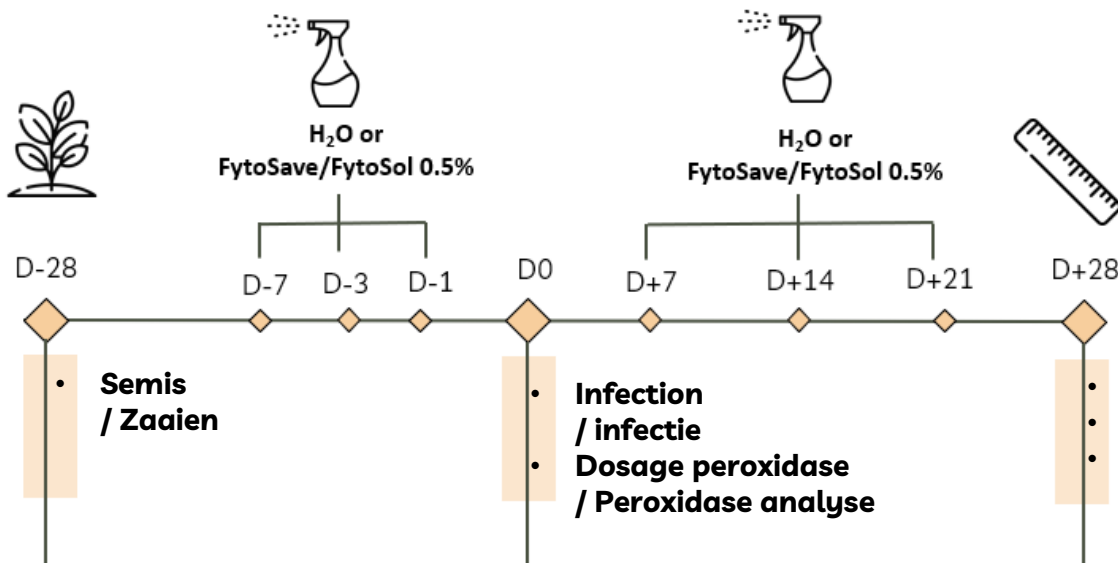 H₂O or
FytoSave/FytoSol 0.5%
H₂O or
FytoSave/FytoSol 0.5%
D-28
D-7
D-3
D-1
D0
D+7
D+14
D+21
D+28
• Semis
/ Zaaien
• Infection
/ infectie
• Dosage peroxidase
/ Peroxidase analyse
•
•
•